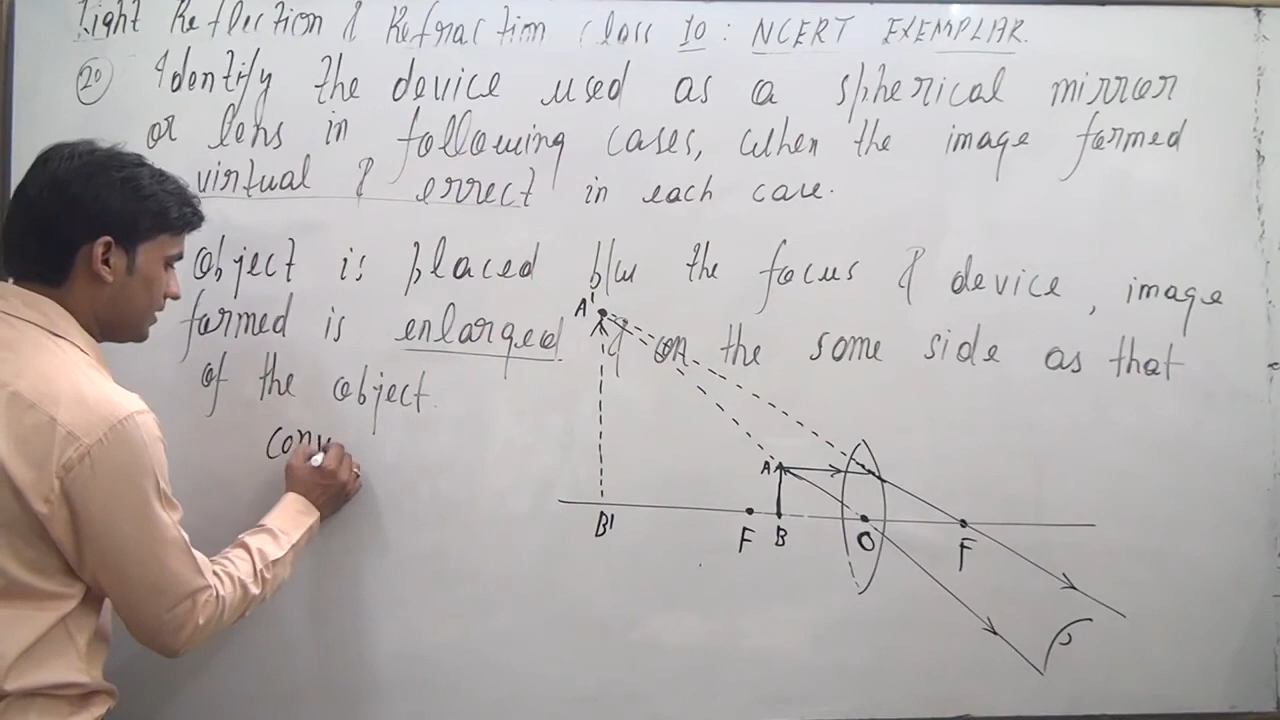 Light Reflection & Refraction class 10 : NCERT EXEMPLAR.
20 Identify the device used as a spherical mirror
or lens in following cases, when the image formed
virtual & errect in each case.
object is placed b/w the focus & device, image
formed is enlarged & on the same side as that
of the object.
conv
A'
A
B'
F
B
O
F